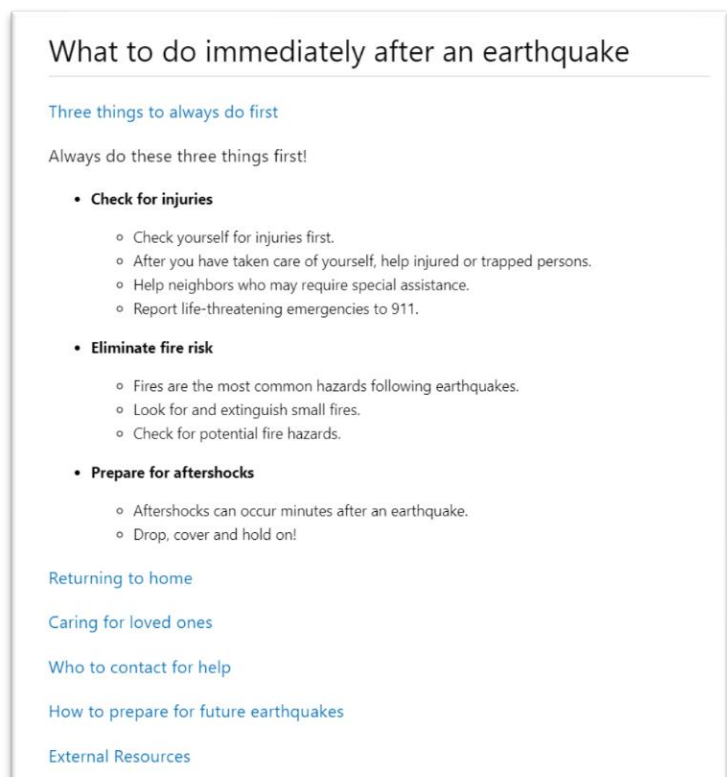 What to do immediately after an earthquake
Three things to always do first
Always do these three things first!
• Check for injuries
◦ Check yourself for injuries first.
◦ After you have taken care of yourself, help injured or trapped persons.
◦ Help neighbors who may require special assistance.
◦ Report life-threatening emergencies to 911.
• Eliminate fire risk
◦ Fires are the most common hazards following earthquakes.
◦ Look for and extinguish small fires.
◦ Check for potential fire hazards.
• Prepare for aftershocks
◦ Aftershocks can occur minutes after an earthquake.
◦ Drop, cover and hold on!
Returning to home
Caring for loved ones
Who to contact for help
How to prepare for future earthquakes
External Resources